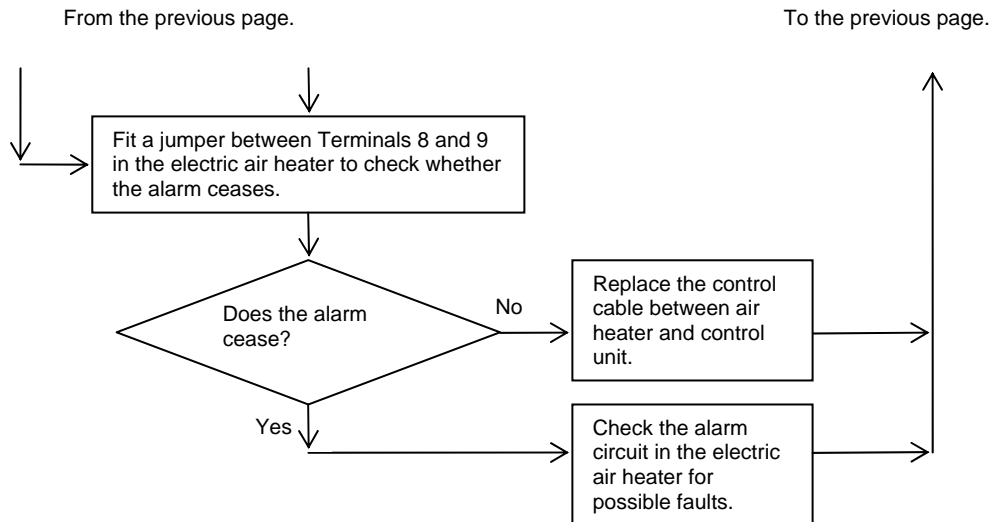 From the previous page.
To the previous page.
Fit a jumper between Terminals 8 and 9
in the electric air heater to check whether
the alarm ceases.
Does the alarm
cease?
No
Replace the control
cable between air
heater and control
unit.
Yes
Check the alarm
circuit in the electric
air heater for
possible faults.